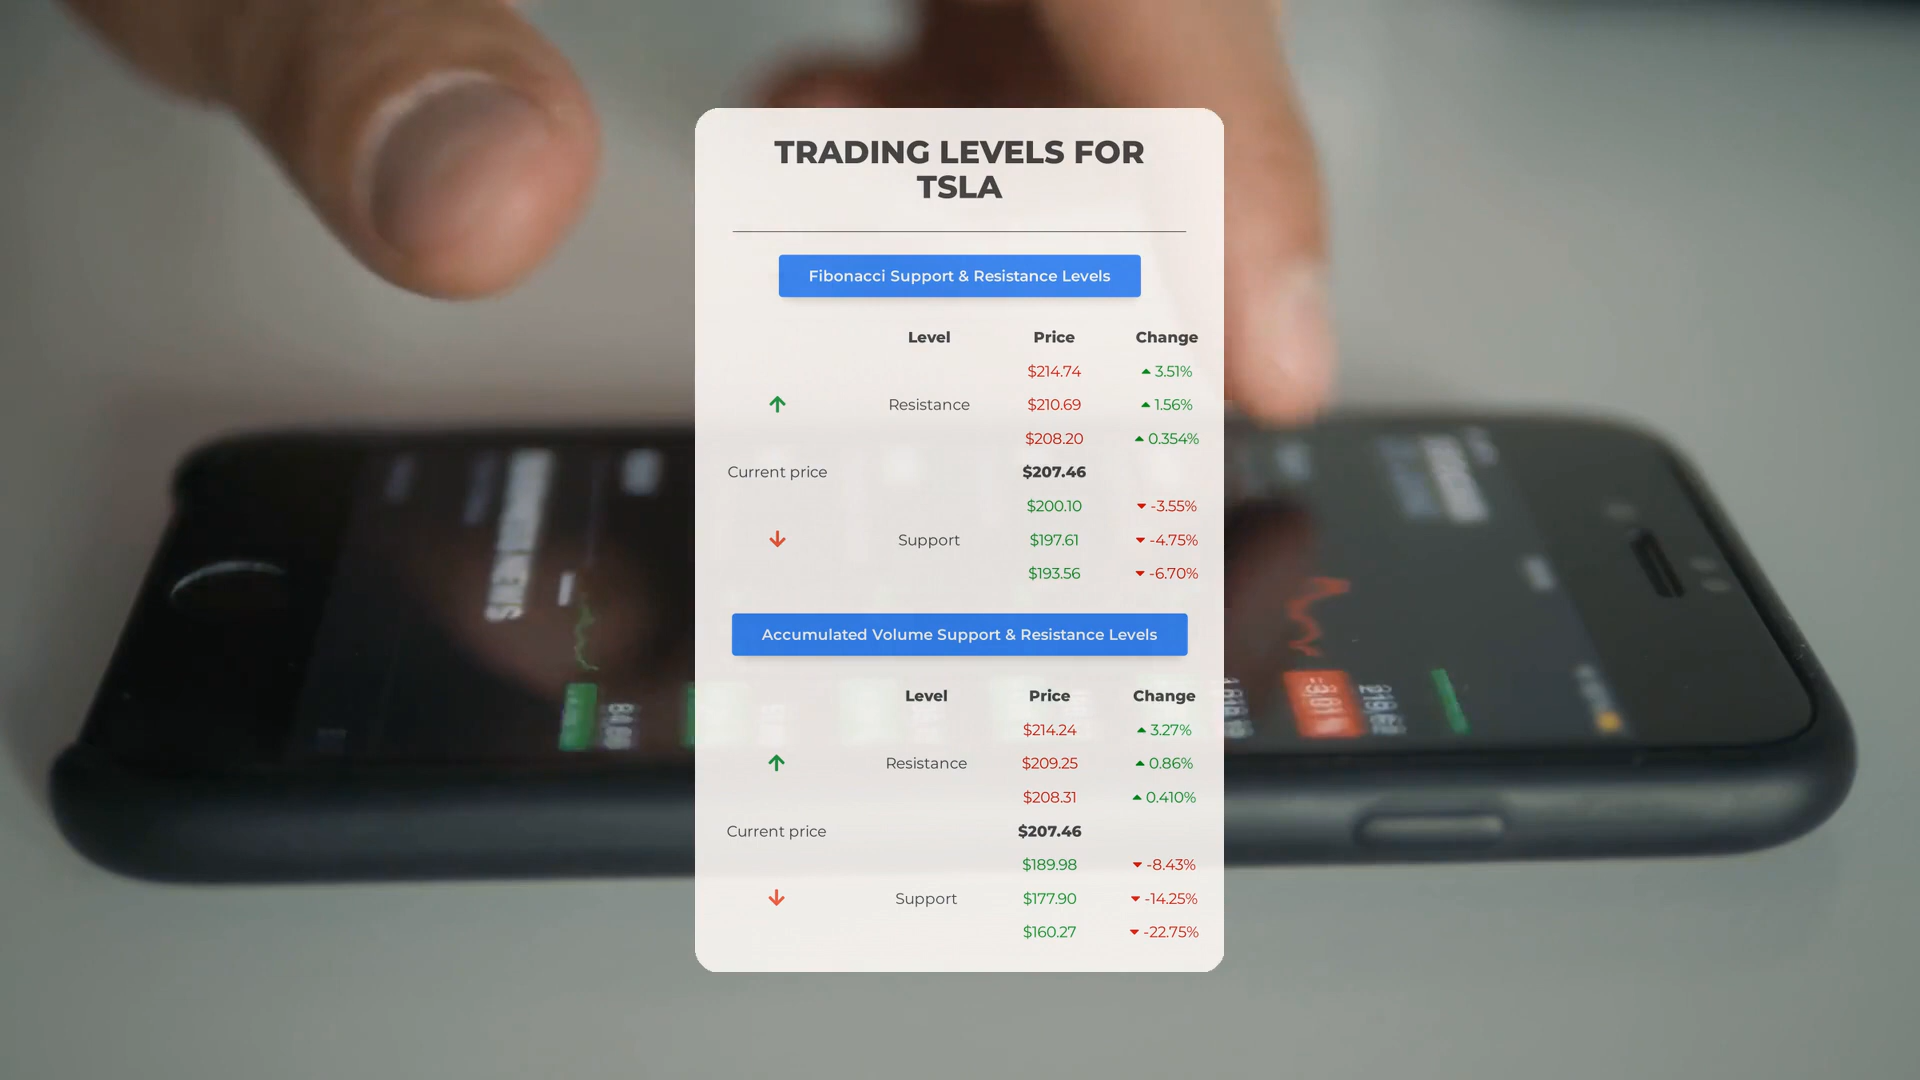 TRADING LEVELS FOR
TSLA
Fibonacci Support & Resistance Levels
Level Price Change
$214.74 3.51%
Resistance $210.69 1.56%
$208.20 0.354%
Current price $207.46
$200.10 -3.55%
Support $197.61 -4.75%
$193.56 -6.70%
Accumulated Volume Support & Resistance Levels
Level Price Change
$214.24 3.27%
Resistance $209.25 0.86%
$208.31 0.410%
Current price $207.46
$189.98 -8.43%
Support $177.90 -14.25%
$160.27 -22.75%